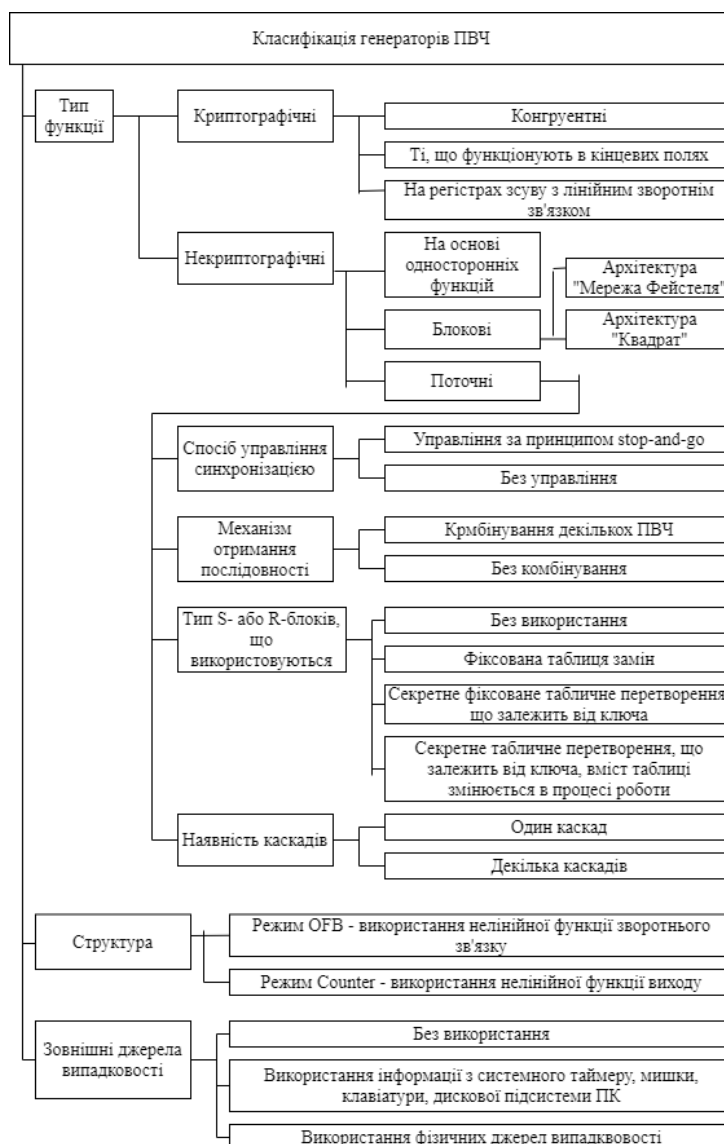 Класифікація генераторів ПВЧ
Тип
функції
Криптографічні
Конгруентні
Ті, що функціонують в кінцевих полях
На регістрах зсуву з лінійним зворотнім
зв'язком
Некриптографічні
На основі
односторонніх
функцій
Блокові
Архітектура
"Мережа Фейстеля"
Архітектура
"Квадрат"
Поточні
Спосіб управління
синхронізацією
Управління за принципом stop-and-go
Без управління
Механізм
отримання
послідовності
Крмбінування декількох ПВЧ
Без комбінування
Тип S- або R-блоків,
що
використовуються
Без використання
Фіксована таблиця замін
Секретне фіксоване табличне перетворення
що залежить від ключа
Секретне табличне перетворення, що
залежить від ключа, вміст таблиці
змінюється в процесі роботи
Наявність каскадів
Один каскад
Декілька каскадів
Структура
Режим OFB - використання нелінійної функції зворотнього
зв'язку
Режим Counter - використання нелінійної функції виходу
Зовнішні джерела
випадковості
Без використання
Використання інформації з системного таймеру, мишки,
клавіатури, дискової підсистеми ПК
Використання фізичних джерел випадквовості